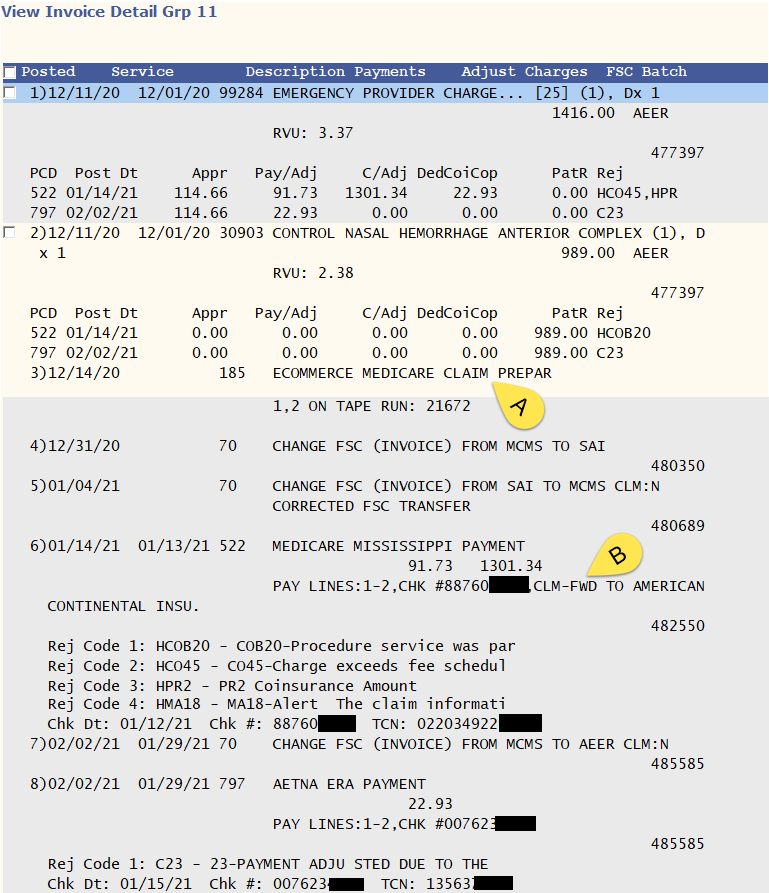 View Invoice Detail Grp 11
Posted Service Description Payments Adjust Charges FSC Batch
1)12/11/20 12/01/20 99284 EMERGENCY PROVIDER CHARGE... [25] (1), Dx 1
1416.00 AEER
RVU: 3.37
477397
PCD Post Dt Appr Pay/Adj C/Adj DedCoiCop PatR Rej
522 01/14/21 114.66 91.73 1301.34 22.93 0.00 HCO45,HPR
797 02/02/21 114.66 22.93 0.00 0.00 0.00 C23
2)12/11/20 12/01/20 30903 CONTROL NASAL HEMORRHAGE ANTERIOR COMPLEX (1), D
x 1 989.00 AEER
RVU: 2.38
477397
PCD Post Dt Appr Pay/Adj C/Adj DedCoiCop PatR Rej
522 01/14/21 0.00 0.00 0.00 0.00 989.00 HCOB20
797 02/02/21 0.00 0.00 0.00 0.00 989.00 C23
3)12/14/20 185 ECOMMERCE MEDICARE CLAIM PREPAR
A
1,2 ON TAPE RUN: 21672
4)12/31/20 70 CHANGE FSC (INVOICE) FROM MCMS TO SAI
480350
5)01/04/21 70 CHANGE FSC (INVOICE) FROM SAI TO MCMS CLM:N
CORRECTED FSC TRANSFER
480689
6)01/14/21 01/13/21 522 MEDICARE MISSISSIPPI PAYMENT
B
91.73 1301.34
PAY LINES:1-2,CHK #88760 ,CLM-FWD TO AMERICAN
CONTINENTAL INSU.
482550
Rej Code 1: HCOB20 - COB20-Procedure service was par
Rej Code 2: HCO45 - CO45-Charge exceeds fee schedul
Rej Code 3: HPR2 - PR2 Coinsurance Amount
Rej Code 4: HMA18 - MA18-Alert The claim informati
Chk Dt: 01/12/21 Chk #: 88760 TCN: 022034922
7)02/02/21 01/29/21 70 CHANGE FSC (INVOICE) FROM MCMS TO AEER CLM:N
485585
8)02/02/21 01/29/21 797 AETNA ERA PAYMENT
22.93
PAY LINES:1-2,CHK #007623
485585
Rej Code 1: C23 - 23-PAYMENT ADJU STED DUE TO THE
Chk Dt: 01/15/21 Chk #: 007623 TCN: 13563